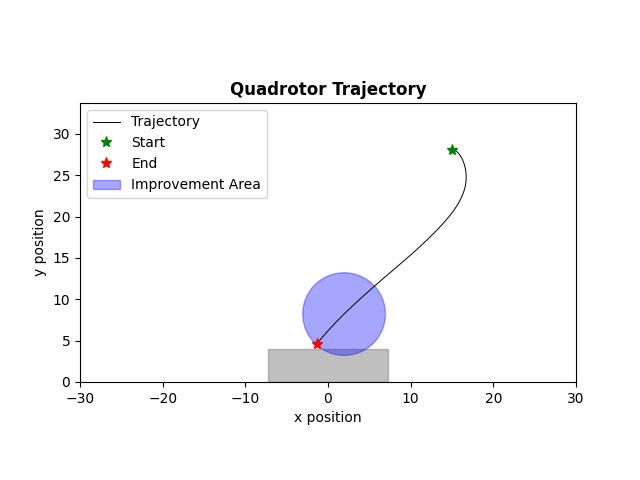 Quadrotor Trajectory
Trajectory
Start
End
Improvement Area
y position
30
25
20
15
10
5
0
−30
−20
−10
0
10
20
30
x position